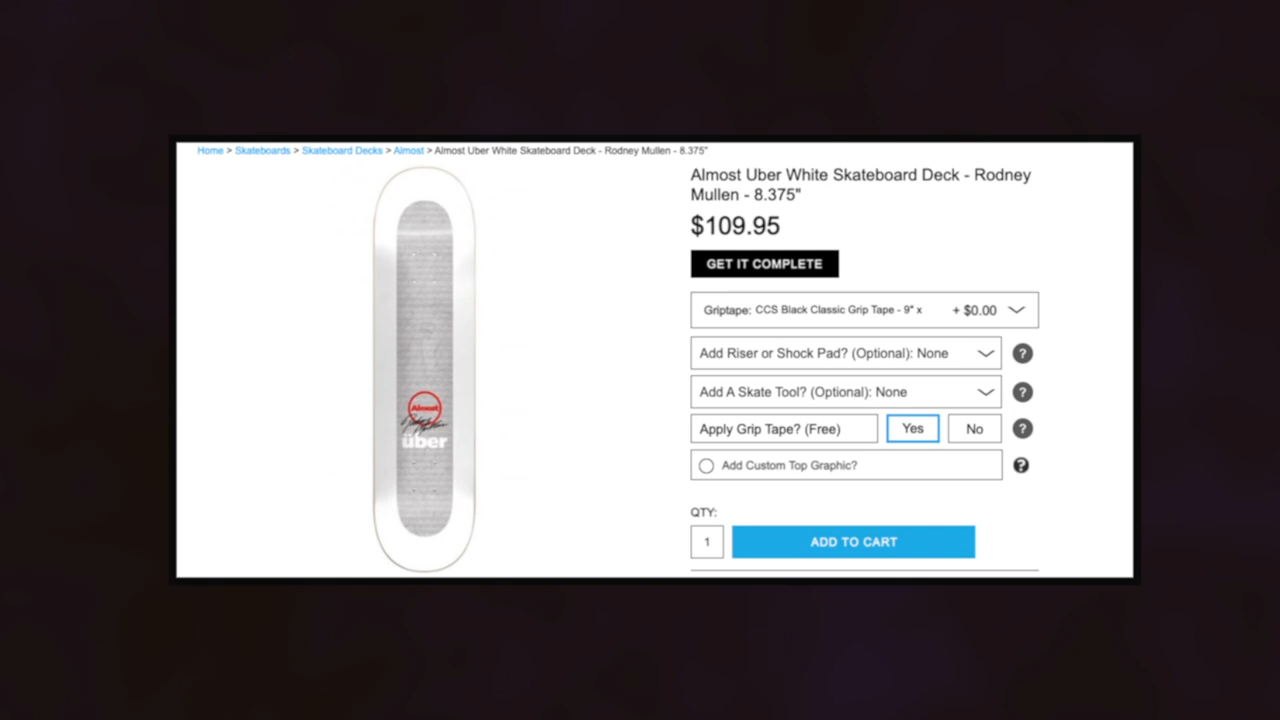 Home > Skateboards > Skateboard Decks > Almost > Almost Uber White Skateboard Deck - Rodney Mullen - 8.375"
Almost Uber White Skateboard Deck - Rodney
Mullen - 8.375"
$109.95
GET IT COMPLETE
Griptape: CCS Black Classic Grip Tape - 9" x + $0.00
Add Riser or Shock Pad? (Optional): None ?
Add A Skate Tool? (Optional): None ?
Apply Grip Tape? (Free) Yes No ?
Add Custom Top Graphic? ?
QTY:
1 ADD TO CART
Almost
über